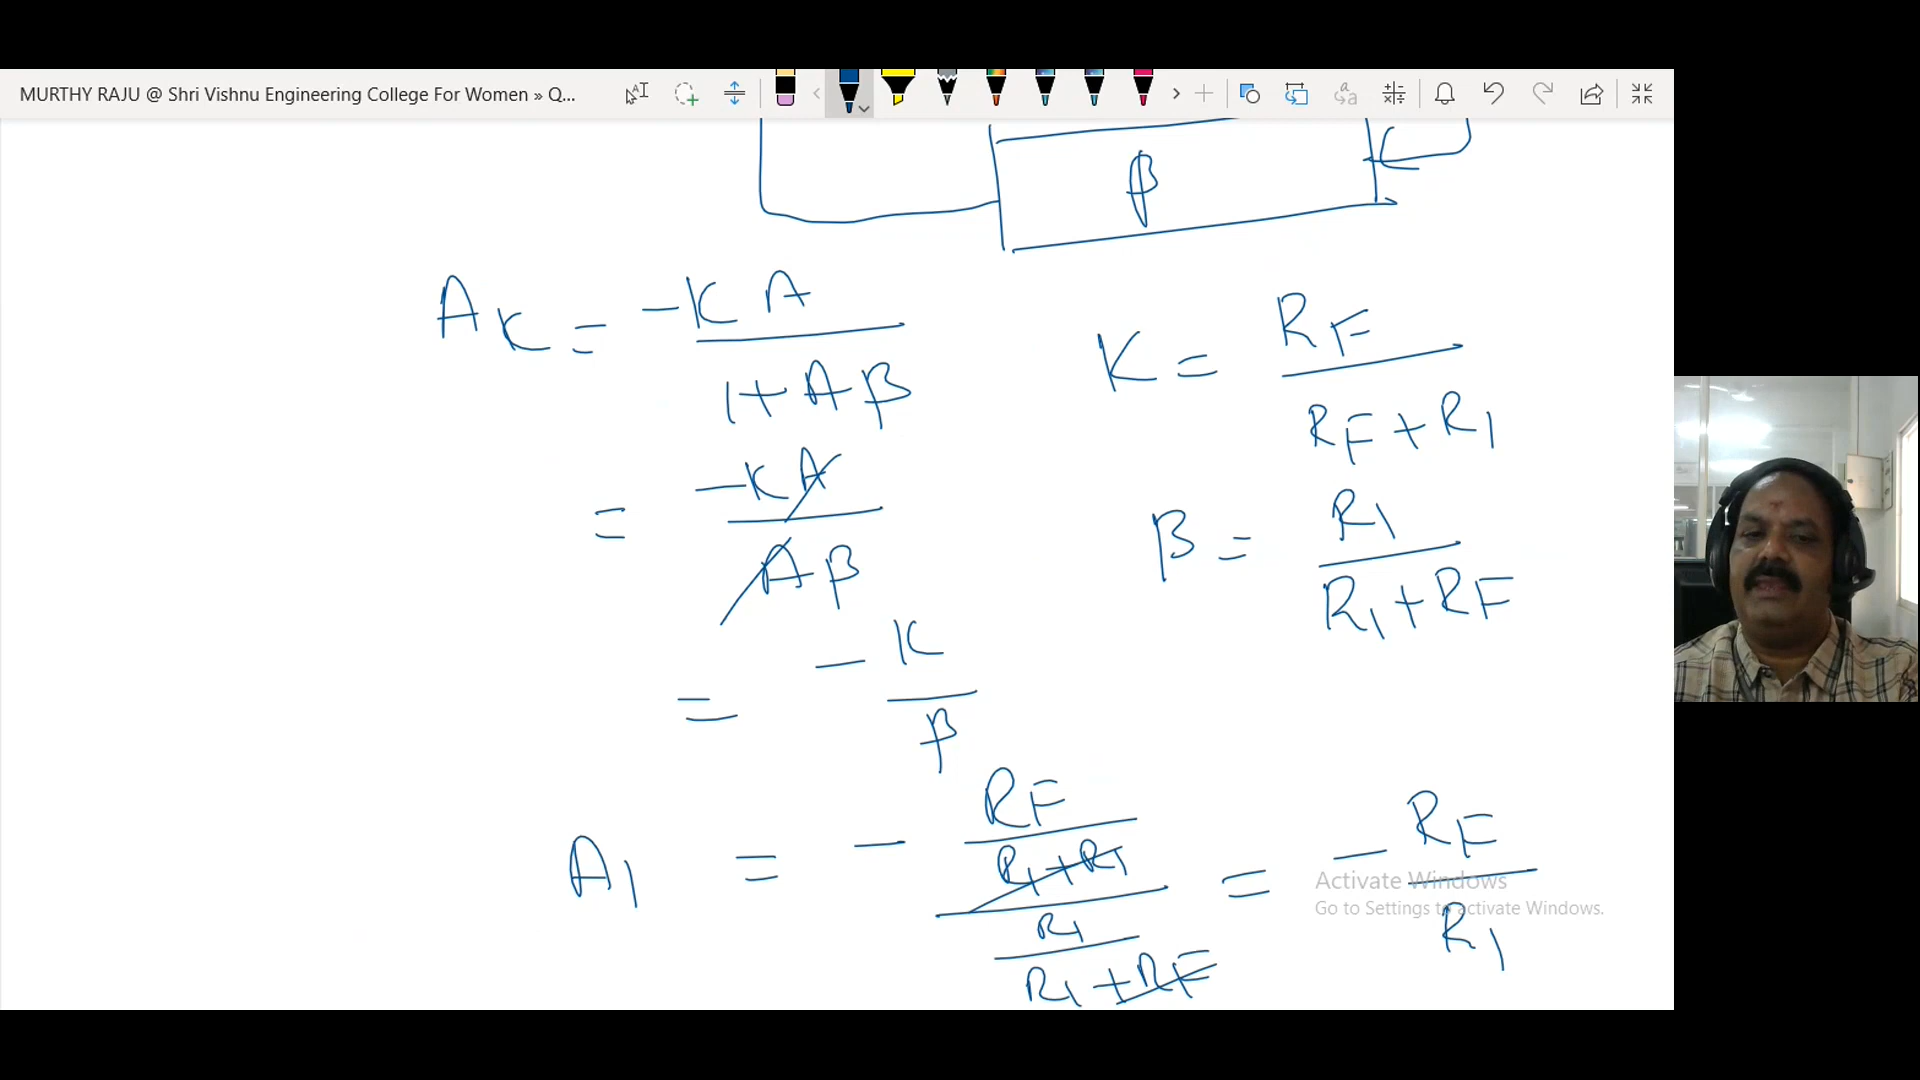 MURTHY RAJU @ Shri Vishnu Engineering College For Women » Q...
β
AK = -KA / 1+Aβ
K = RF / RF+R1
= -KA / Aβ
β = R1 / R1+RF
= -K / β
A1 = - RF / R1+R1 / R1 / R1+RF = - RF / R1
Activate Windows
Go to Settings to activate Windows.